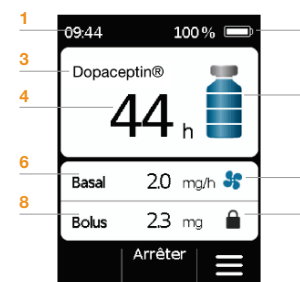 1
09:44 100 %
3
Dopaceptin®
4
44 h
6
Basal 2.0 mg/h
8
Bolus 2.3 mg
Arrêter